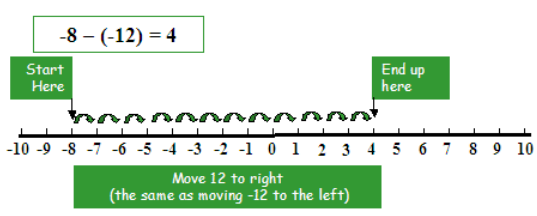 -8 – (-12) = 4
Start
Here
End up
here
-10 -9 -8 -7 -6 -5 -4 -3 -2 -1 0 1 2 3 4 5 6 7 8 9 10
Move 12 to right
(the same as moving -12 to the left)